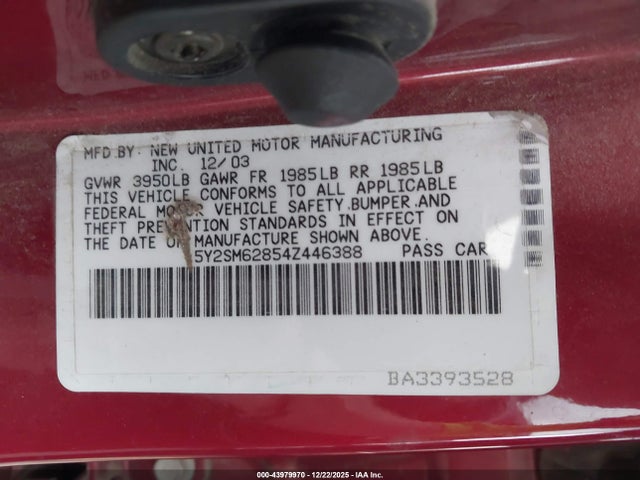 MFD.BY: NEW UNITED MOTOR MANUFACTURING
INC. 12/03
GVWR 3950LB GAWR FR 1985LB RR 1985LB
THIS VEHICLE CONFORMS TO ALL APPLICABLE
FEDERAL MOTOR VEHICLE SAFETY,BUMPER,AND
THEFT PREVENTION STANDARDS IN EFFECT ON
THE DATE OF MANUFACTURE SHOWN ABOVE.
5Y2SM62854Z446388 PASS CAR
BA3393528
000-43979970 | 12/22/2025 | IAA Inc.